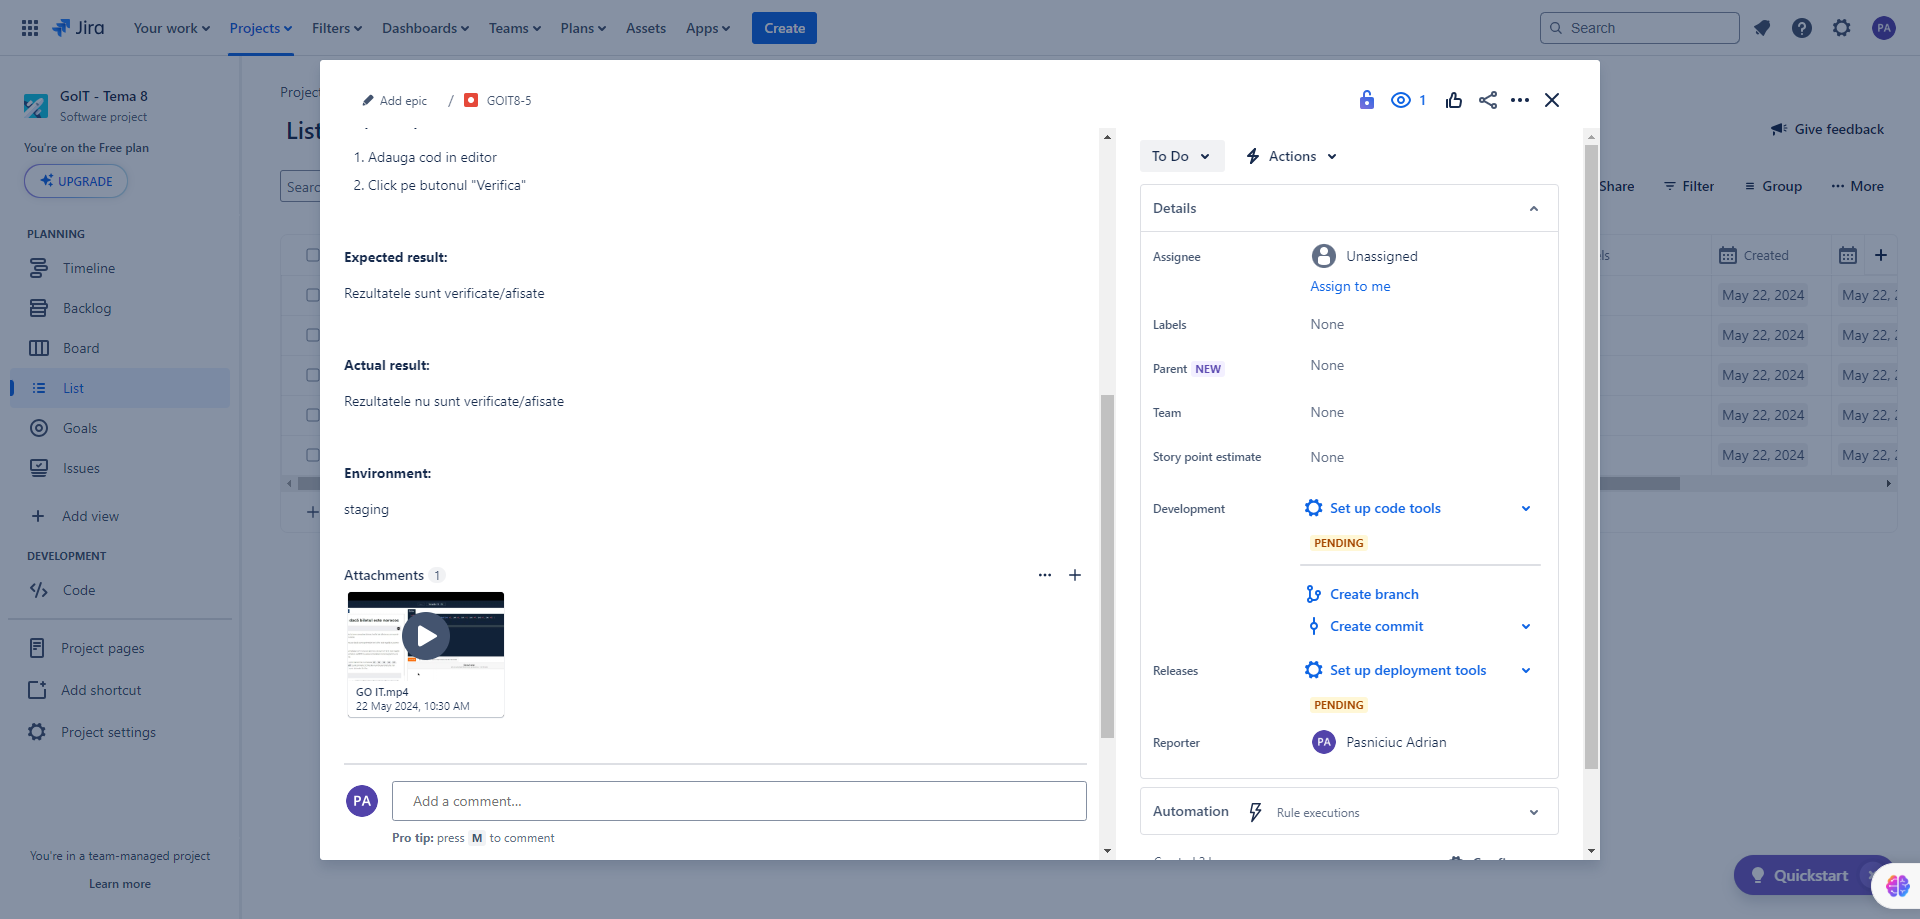 Jira
Your work
Projects
Filters
Dashboards
Teams
Plans
Assets
Apps
Create
Search
PA
GoIT - Tema 8
Software project
You're on the Free plan
UPGRADE
PLANNING
Timeline
Backlog
Board
List
Goals
Issues
Add view
DEVELOPMENT
Code
Project pages
Add shortcut
Project settings
You're in a team-managed project
Learn more
List
Give feedback
Share
Filter
Group
More
Created
May 22, 2024
May 22, 2024
May 22, 2024
May 22, 2024
May 22, 2024
May 22,
May 22,
May 22,
May 22,
May 22,
Add epic
/
GOIT8-5
1
1. Adauga cod in editor
2. Click pe butonul "Verifica"
Expected result:
Rezultatele sunt verificate/afisate
Actual result:
Rezultatele nu sunt verificate/afisate
Environment:
staging
Attachments 1
GO IT.mp4
22 May 2024, 10:30 AM
PA
Add a comment...
Pro tip: press M to comment
To Do
Actions
Details
Assignee
Unassigned
Assign to me
Labels
None
Parent NEW
None
Team
None
Story point estimate
None
Development
Set up code tools
PENDING
Create branch
Create commit
Releases
Set up deployment tools
PENDING
Reporter
PA
Pasniciuc Adrian
Automation
Rule executions
Quickstart